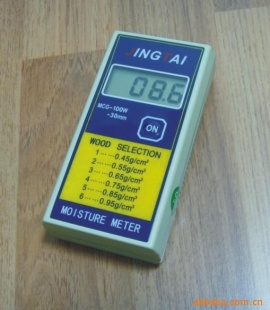 JINGTAI
08.6
MCG-100W
~30mm
ON
WOOD SELECTION
1......0.45g/cm³
2......0.55g/cm³
3......0.65g/cm³
4......0.75g/cm³
5......0.85g/cm³
6......0.95g/cm³
MOISTURE METER